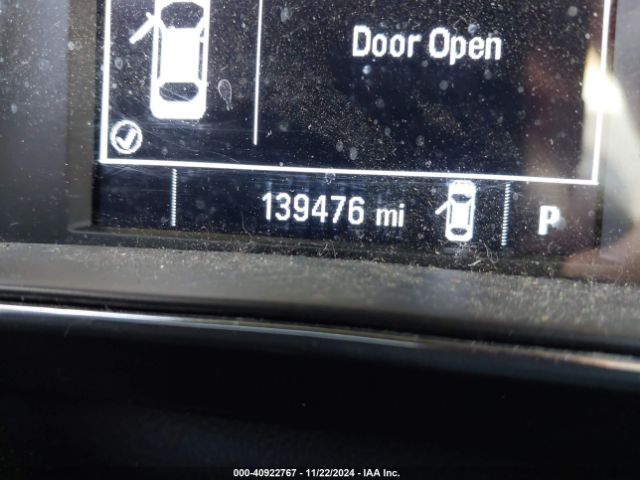 Door Open
139476 mi
P
000-40922767 - 11/22/2024 - IAA Inc.